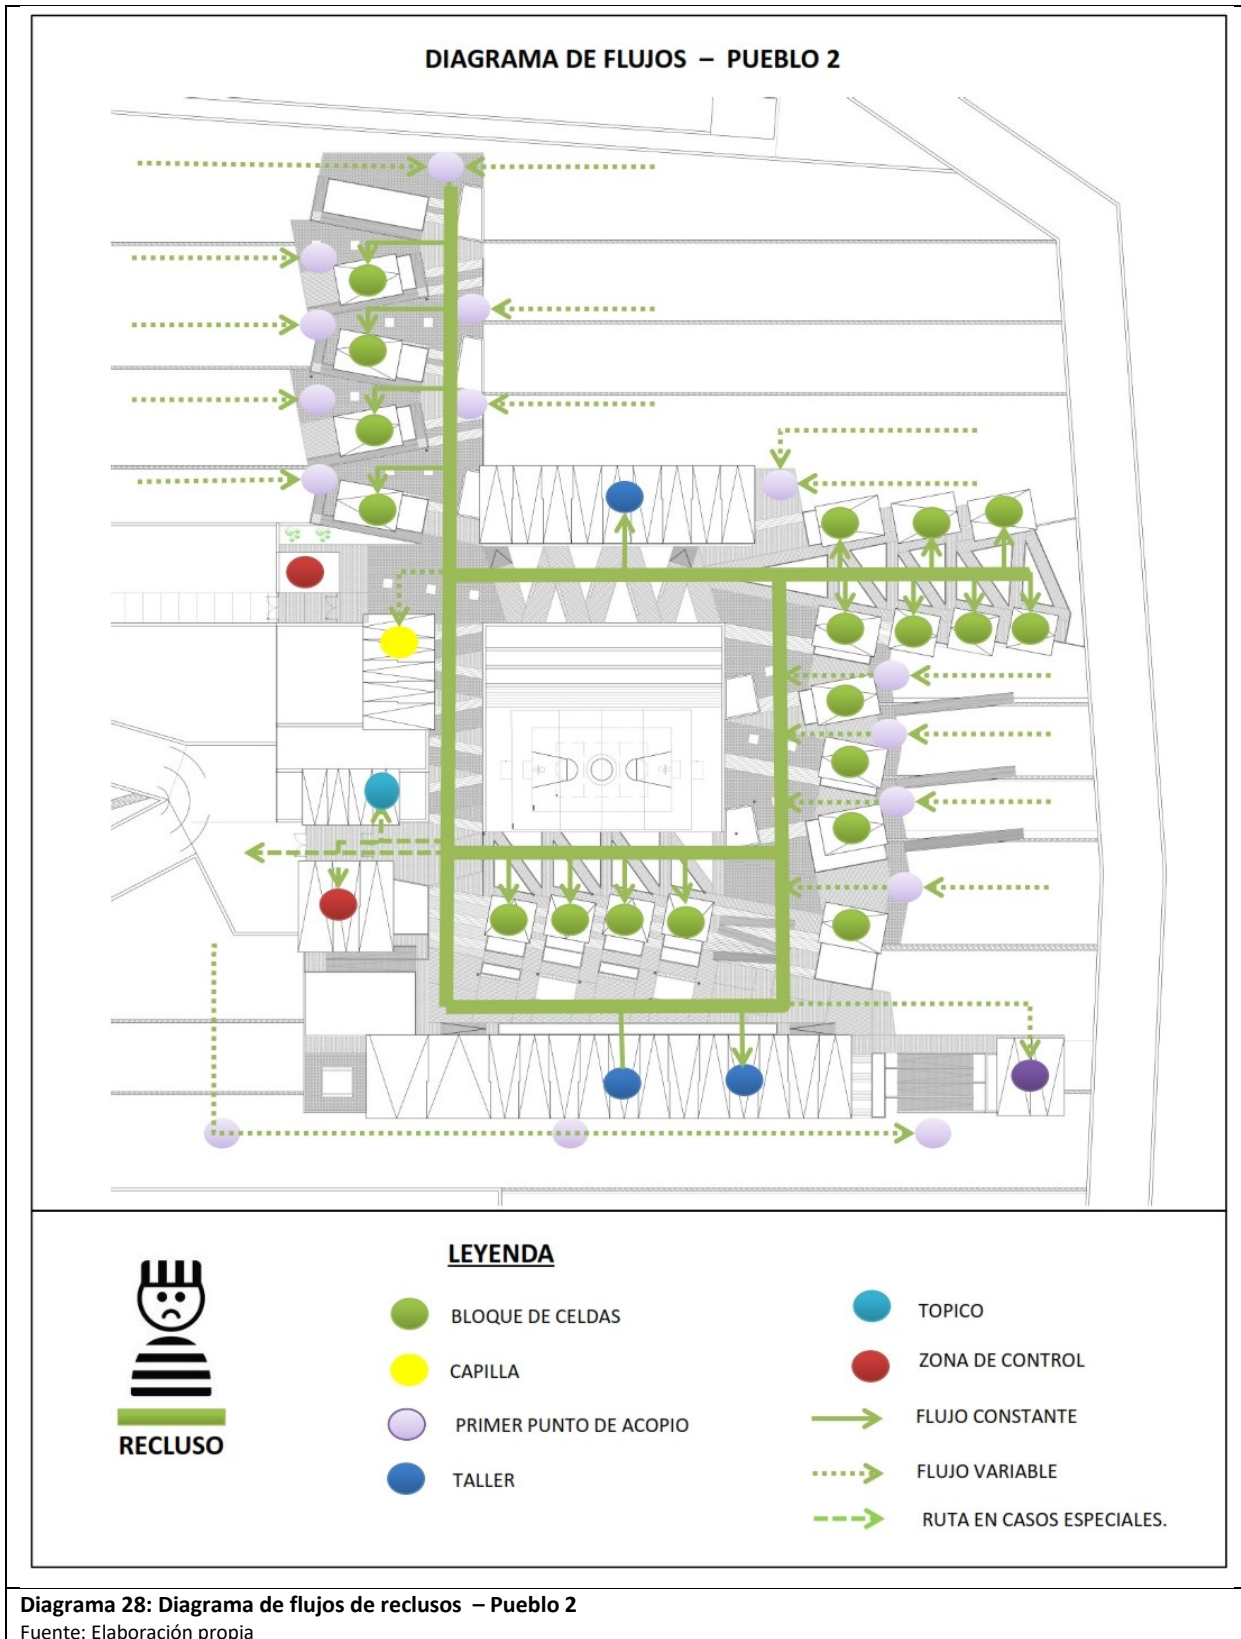 DIAGRAMA DE FLUJOS – PUEBLO 2
LEYENDA
BLOQUE DE CELDAS
CAPILLA
PRIMER PUNTO DE ACOPIO
TALLER
TOPICO
ZONA DE CONTROL
FLUJO CONSTANTE
FLUJO VARIABLE
RUTA EN CASOS ESPECIALES.
RECLUSO
Diagrama 28: Diagrama de flujos de reclusos – Pueblo 2
Fuente: Elaboración propia